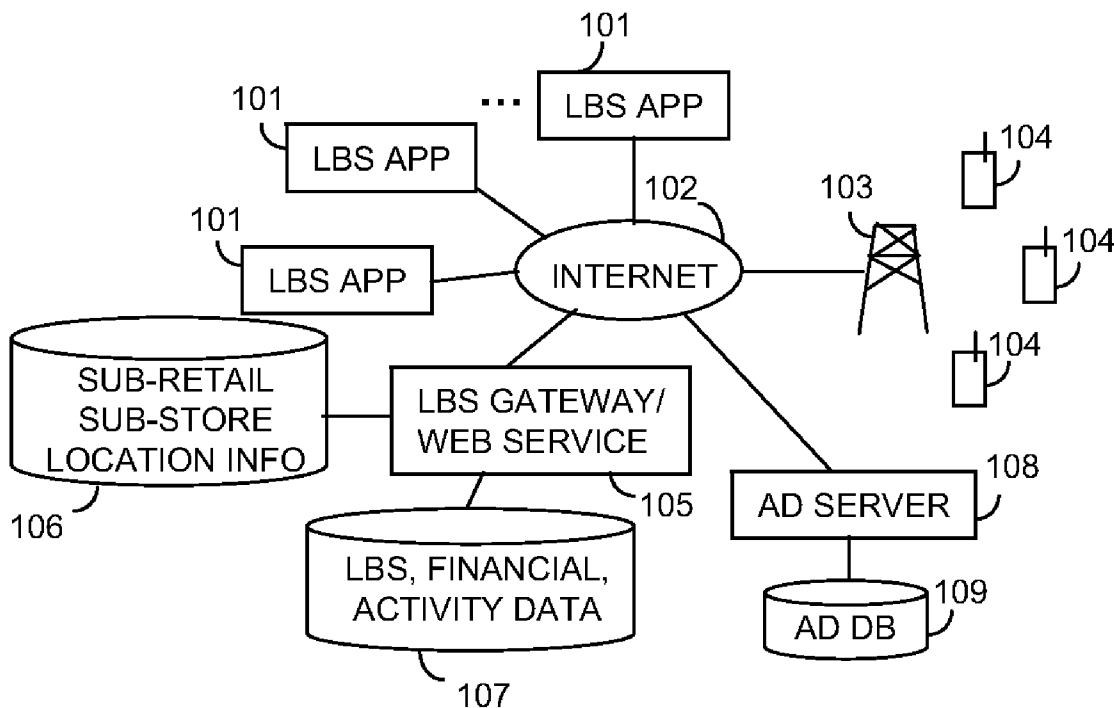 101
... LBS APP
101
LBS APP
104
102
103
101
LBS APP
INTERNET
104
104
SUB-RETAIL
SUB-STORE
LOCATION INFO
LBS GATEWAY/
WEB SERVICE
106
105
108
AD SERVER
LBS, FINANCIAL,
ACTIVITY DATA
109
AD DB
107